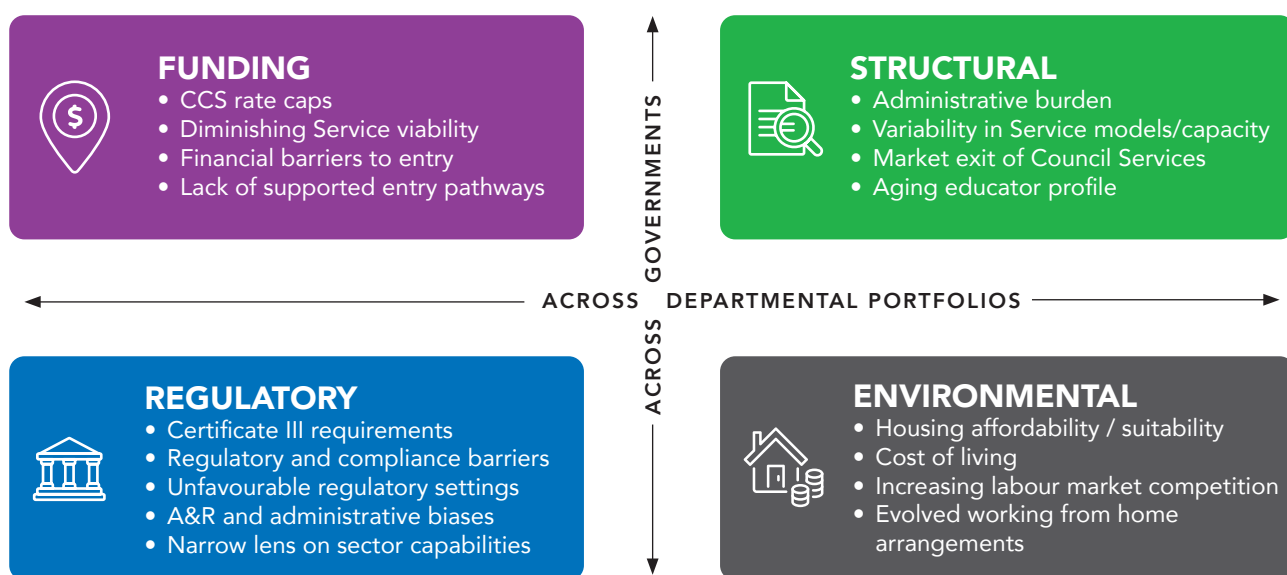 FUNDING
• CCS rate caps
• Diminishing Service viability
• Financial barriers to entry
• Lack of supported entry pathways
$
STRUCTURAL
• Administrative burden
• Variability in Service models/capacity
• Market exit of Council Services
• Aging educator profile
ACROSS GOVERNMENTS
ACROSS DEPARTMENTAL PORTFOLIOS
REGULATORY
• Certificate III requirements
• Regulatory and compliance barriers
• Unfavourable regulatory settings
• A&R and administrative biases
• Narrow lens on sector capabilities
ENVIRONMENTAL
• Housing affordability / suitability
• Cost of living
• Increasing labour market competition
• Evolved working from home
arrangements